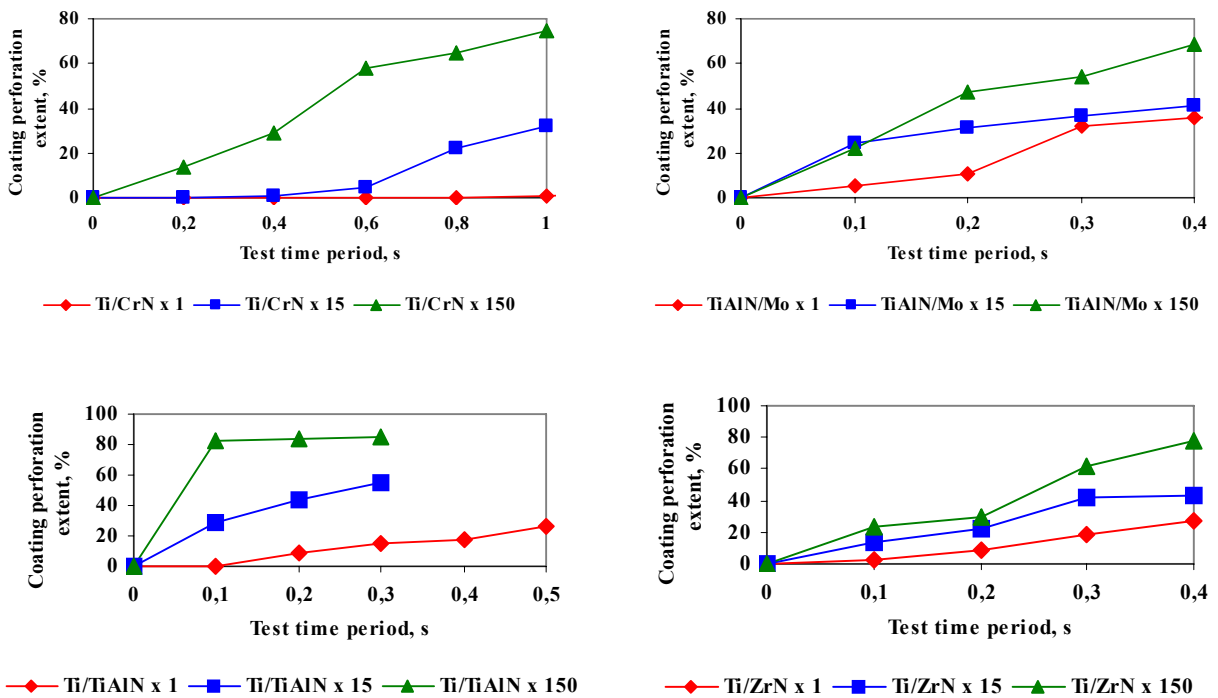 80
60
40
20
0
Coating perforation
extent, %
0 0,2 0,4 0,6 0,8 1
Test time period, s
Ti/CrN x 1 Ti/CrN x 15 Ti/CrN x 150
80
60
40
20
0
Coating perforation
extent, %
0 0,1 0,2 0,3 0,4
Test time period, s
TiAlN/Mo x 1 TiAlN/Mo x 15 TiAlN/Mo x 150
100
80
60
40
20
0
Coating perforation
extent, %
0 0,1 0,2 0,3 0,4 0,5
Test time period, s
Ti/TiAlN x 1 Ti/TiAlN x 15 Ti/TiAlN x 150
100
80
60
40
20
0
Coating perforation
extent, %
0 0,1 0,2 0,3 0,4
Test time period, s
Ti/ZrN x 1 Ti/ZrN x 15 Ti/ZrN x 150